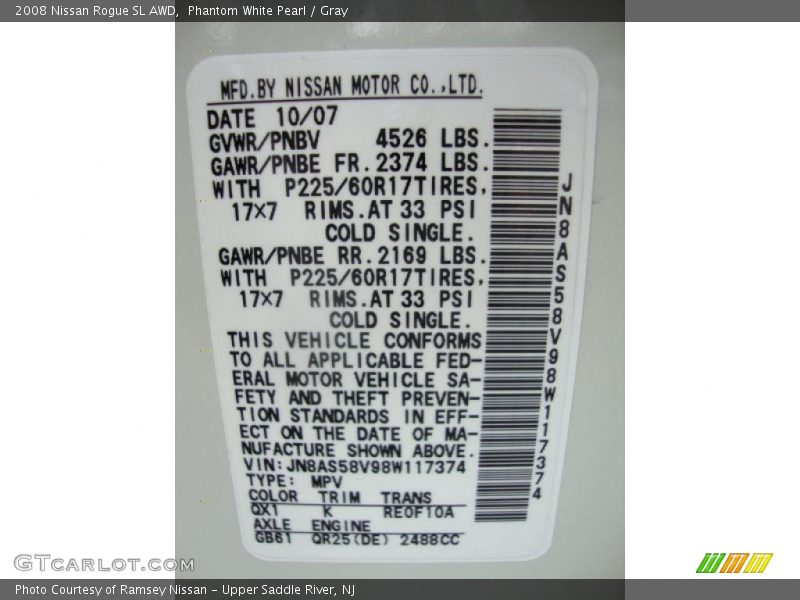 2008 Nissan Rogue SL AWD,  Phantom White Pearl / Gray
MFD.BY NISSAN MOTOR CO.,LTD.
DATE 10/07
GVWR/PNBV 4526 LBS.
GAWR/PNBE FR.2374 LBS.
WITH P225/60R17TIRES,
17×7 RIMS.AT 33 PSI
COLD SINGLE.
GAWR/PNBE RR.2169 LBS.
WITH P225/60R17TIRES,
17×7 RIMS.AT 33 PSI
COLD SINGLE.
THIS VEHICLE CONFORMS
TO ALL APPLICABLE FED-
ERAL MOTOR VEHICLE SA-
FETY AND THEFT PREVEN-
TION STANDARDS IN EFF-
ECT ON THE DATE OF MA-
NUFACTURE SHOWN ABOVE.
VIN:JN8AS58V98W117374
TYPE: MPV
COLOR TRIM TRANS
QX1 K RE0F10A
AXLE ENGINE
GB61 QR25(DE) 2488CC
JN8AS58V98W117374
GTCarLot.com
Photo Courtesy of Ramsey Nissan - Upper Saddle River, NJ